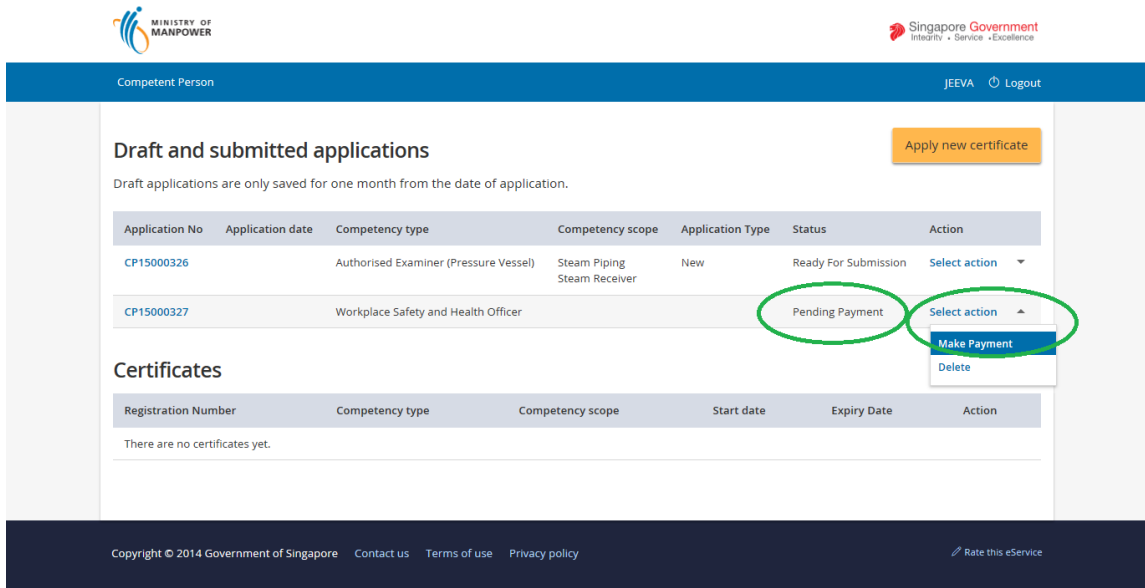 MINISTRY OF
MANPOWER
Singapore Government
Integrity • Service • Excellence
Competent Person JEEVA Logout
Draft and submitted applications
Apply new certificate
Draft applications are only saved for one month from the date of application.
Application No Application date Competency type Competency scope Application Type Status Action
CP15000326 Authorised Examiner (Pressure Vessel) Steam Piping New Ready For Submission Select action
Steam Receiver
CP15000327 Workplace Safety and Health Officer Pending Payment Select action
Make Payment
Delete
Certificates
Registration Number Competency type Competency scope Start date Expiry Date Action
There are no certificates yet.
Copyright © 2014 Government of Singapore Contact us Terms of use Privacy policy Rate this eService